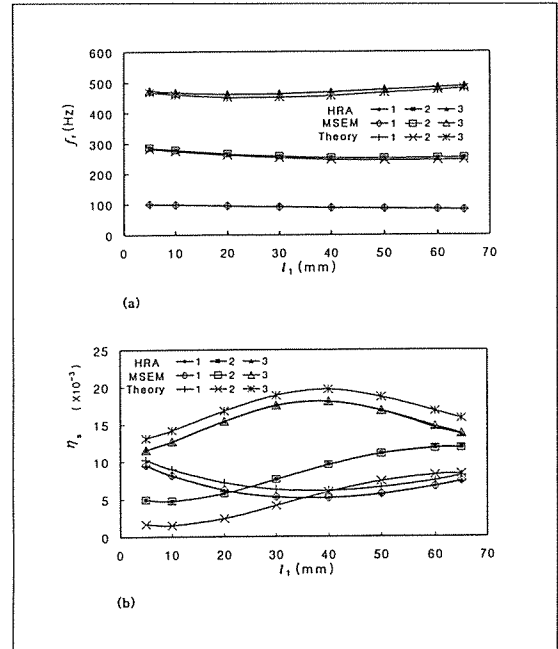 600
500
400
300
200
100
0
f r (Hz)
HRA 1 2 3
MSEM 1 2 3
Theory 1 2 3
0 10 20 30 40 50 60 70
l 1 (mm)
(a)
25
20
15
10
5
0
η s (X10⁻³)
HRA 1 2 3
MSEM 1 2 3
Theory 1 2 3
0 10 20 30 40 50 60 70
l 1 (mm)
(b)